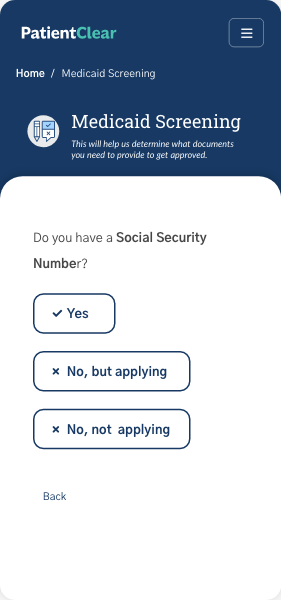 PatientClear
Home / Medicaid Screening
Medicaid Screening
This will help us determine what documents
you need to provide to get approved.
Do you have a Social Security
Number?
Yes
No, but applying
No, not applying
Back